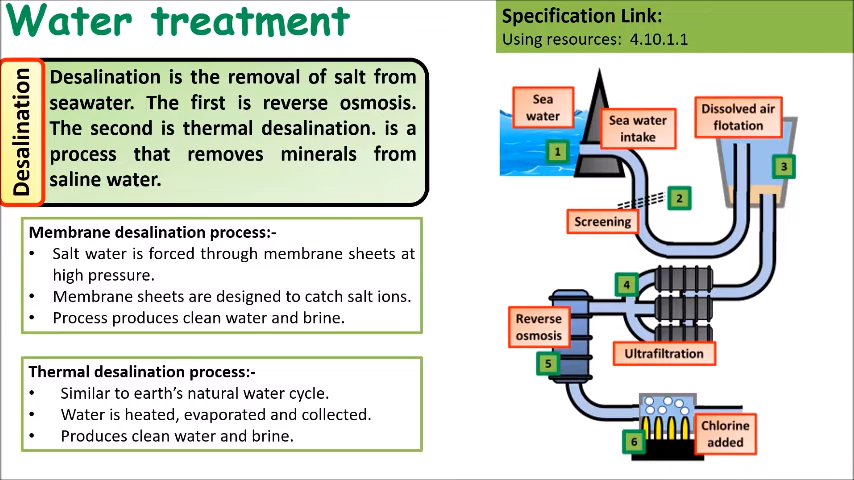 Water treatment
Specification Link:
Using resources: 4.10.1.1
Desalination
Desalination is the removal of salt from
seawater. The first is reverse osmosis.
The second is thermal desalination. is a
process that removes minerals from
saline water.
Membrane desalination process:-
• Salt water is forced through membrane sheets at
high pressure.
• Membrane sheets are designed to catch salt ions.
• Process produces clean water and brine.
Thermal desalination process:-
• Similar to earth's natural water cycle.
• Water is heated, evaporated and collected.
• Produces clean water and brine.
Sea
water
1
Sea water
intake
Screening
2
Dissolved air
flotation
3
4
Ultrafiltration
Reverse
osmosis
5
6
Chlorine
added